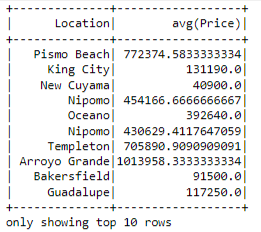 +-------------+------------------+
|     Location|        avg(Price)|
+-------------+------------------+
|  Pismo Beach| 772374.5833333334|
|    King City|          131190.0|
|   New Cuyama|           40900.0|
|       Nipomo| 454166.6666666667|
|       Oceano|          392640.0|
|       Nipomo| 430629.4117647059|
|    Templeton| 705890.9090909091|
|Arroyo Grande|1013958.3333333334|
|  Bakersfield|           91500.0|
|    Guadalupe|          117250.0|
+-------------+------------------+
only showing top 10 rows